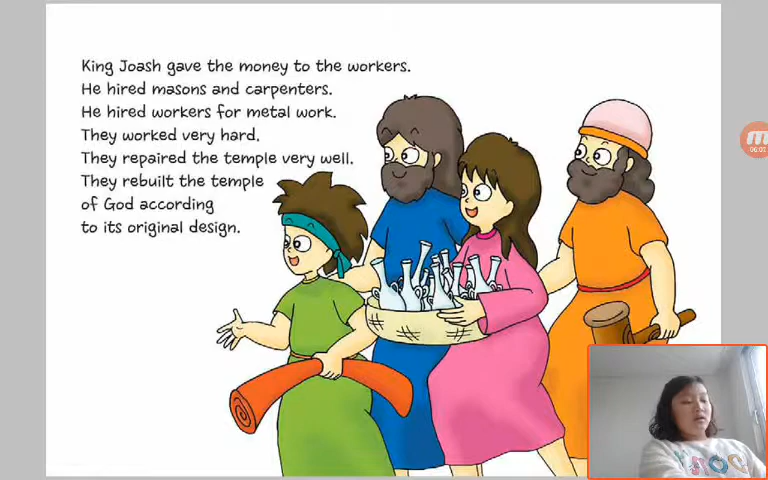 King Joash gave the money to the workers.
He hired masons and carpenters.
He hired workers for metal work.
They worked very hard.
They repaired the temple very well.
They rebuilt the temple
of God according
to its original design.
06:02